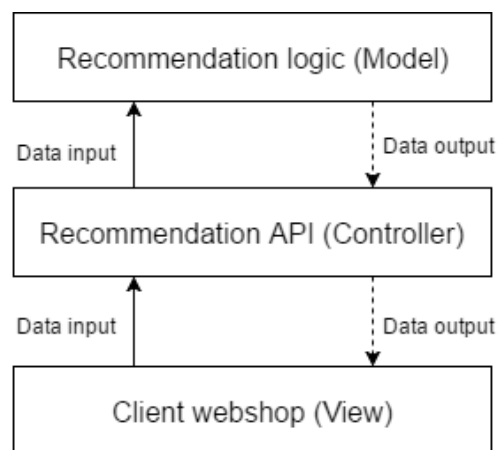 Recommendation logic (Model)
Data input
Data output
Recommendation API (Controller)
Data input
Data output
Client webshop (View)